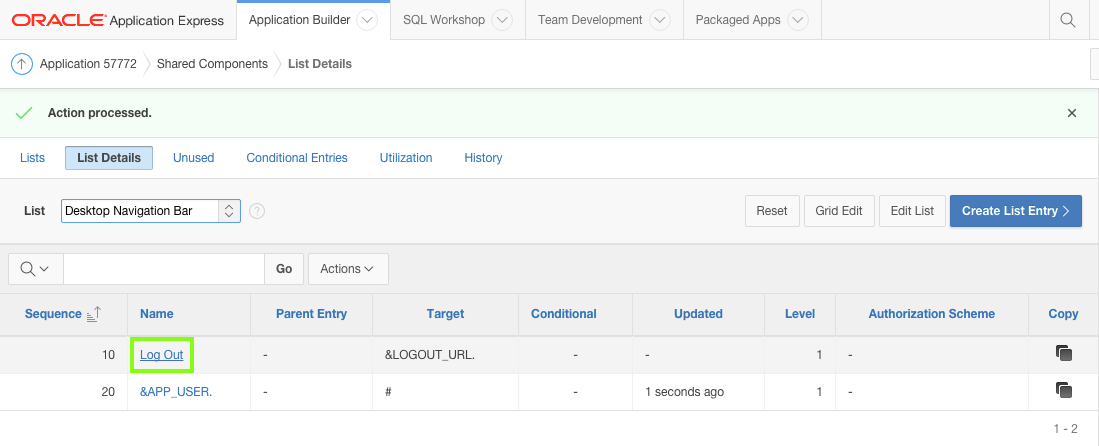 ORACLE Application Express Application Builder SQL Workshop Team Development Packaged Apps
Application 57772 Shared Components List Details
Action processed.
Lists List Details Unused Conditional Entries Utilization History
List Desktop Navigation Bar ? Reset Grid Edit Edit List Create List Entry
Go Actions
Sequence Name Parent Entry Target Conditional Updated Level Authorization Scheme Copy
10 Log Out - &LOGOUT_URL. - - 1 -
20 &APP_USER. - # - 1 seconds ago 1 -
1 - 2